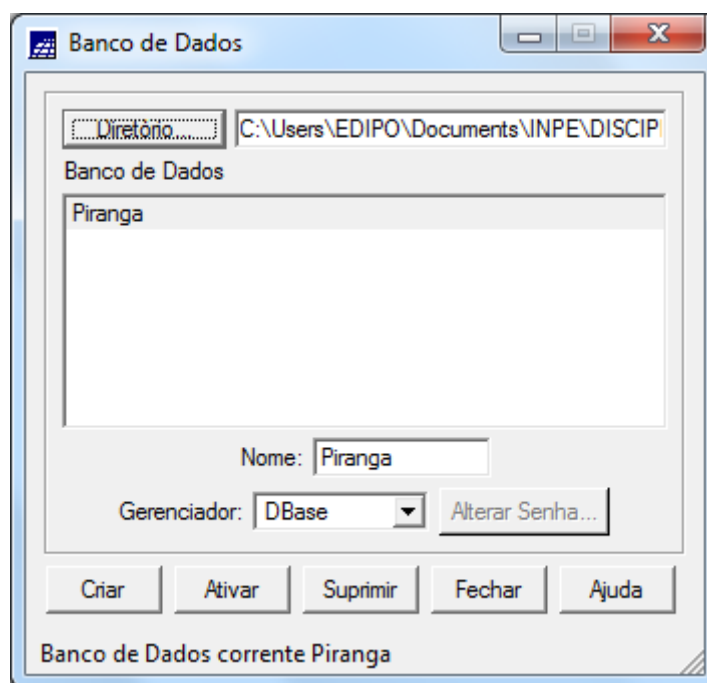 Banco de Dados
Diretório... C:\Users\EDIPO\Documents\INPE\DISCIP
Banco de Dados
Piranga
Nome: Piranga
Gerenciador: DBase Alterar Senha...
Criar Ativar Suprimir Fechar Ajuda
Banco de Dados corrente Piranga